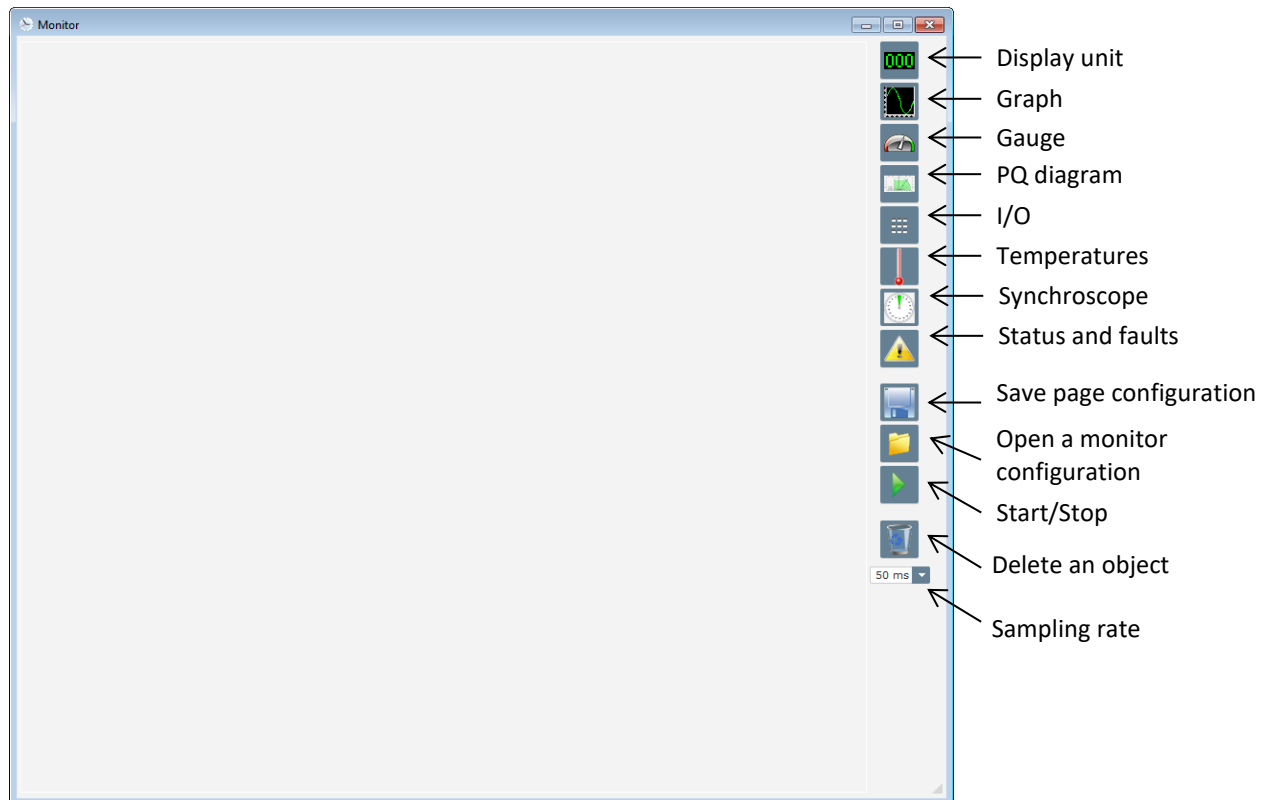 Monitor
000
Display unit
Graph
Gauge
PQ diagram
I/O
Temperatures
Synchroscope
Status and faults
Save page configuration
Open a monitor
configuration
Start/Stop
Delete an object
50 ms
Sampling rate